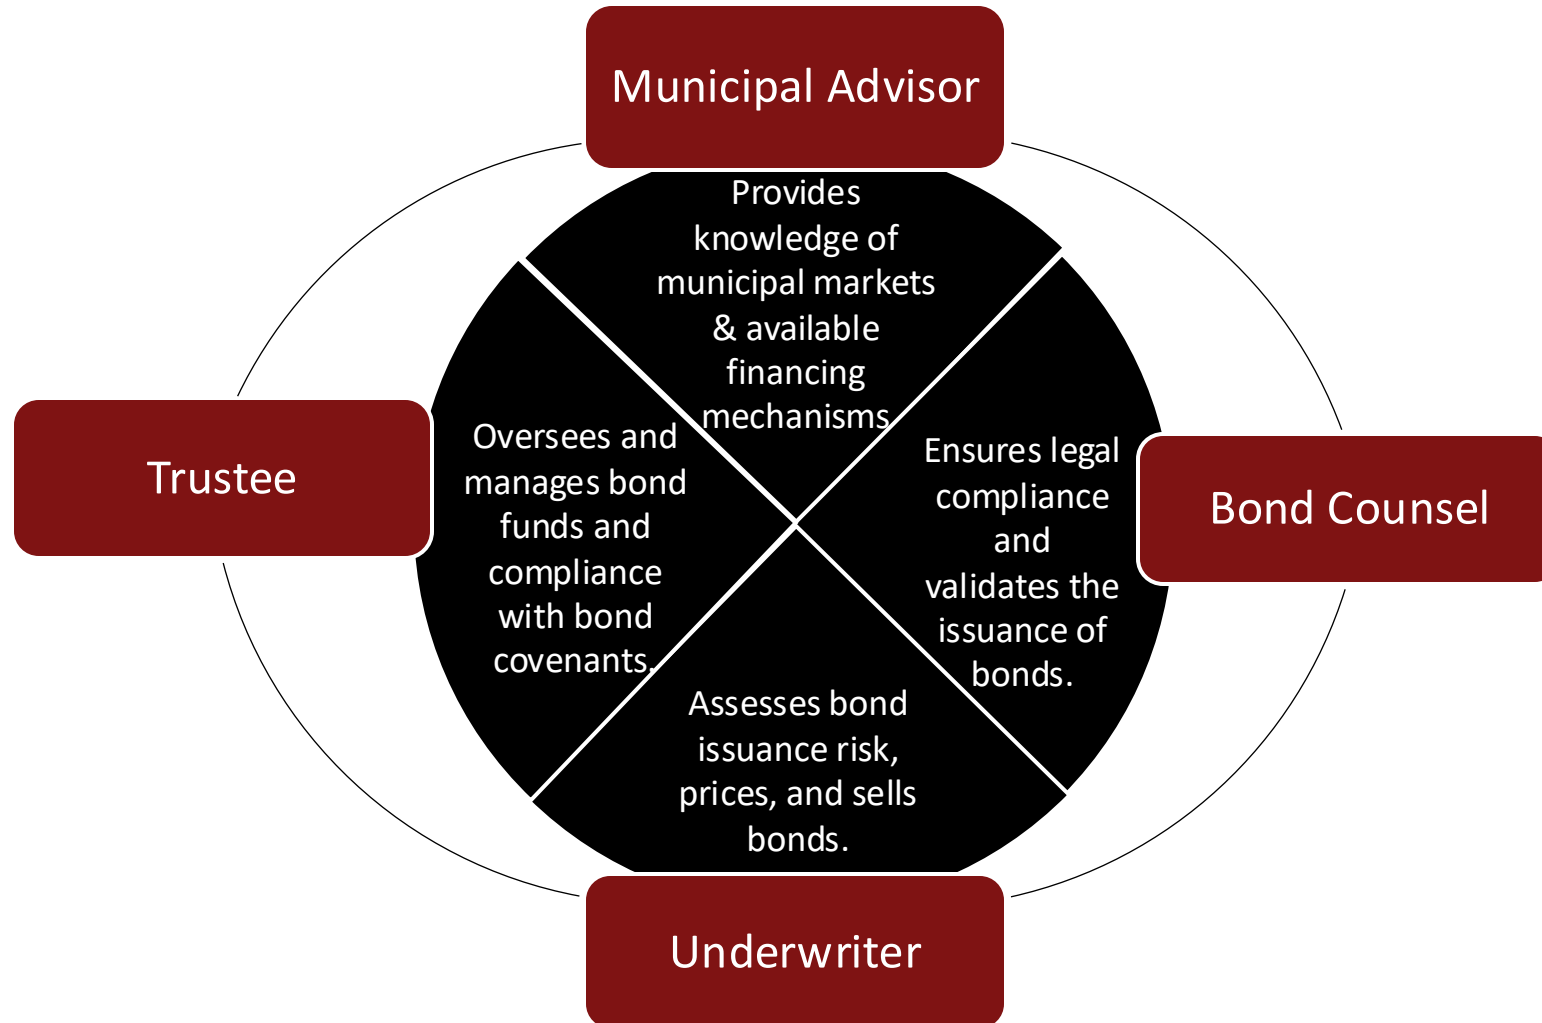 Municipal Advisor
Provides
knowledge of
municipal markets
& available
financing
mechanisms
Trustee
Oversees and
manages bond
funds and
compliance
with bond
covenants.
Ensures legal
compliance
and
validates the
issuance of
bonds.
Bond Counsel
Assesses bond
issuance risk,
prices, and sells
bonds.
Underwriter